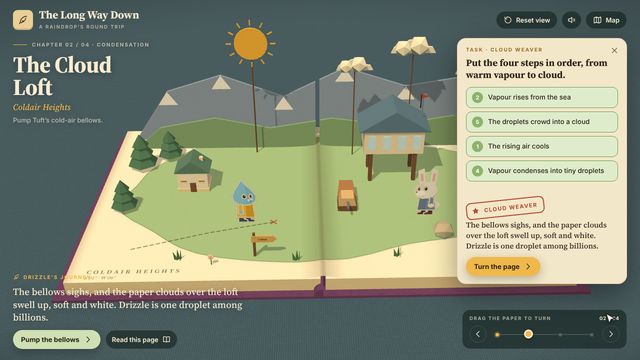 The Long Way Down
A RAINDROP'S ROUND TRIP
Reset view
Map
CHAPTER 02 / 04 · CONDENSATION
The Cloud
Loft
Coldair Heights
Pump Tuft's cold-air bellows.
TASK · CLOUD WEAVER
Put the four steps in order, from
warm vapour to cloud.
2 Vapour rises from the sea
5 The droplets crowd into a cloud
1 The rising air cools
4 Vapour condenses into tiny droplets
CLOUD WEAVER
The bellows sighs, and the paper clouds
over the loft swell up, soft and white.
Drizzle is one droplet among billions.
Turn the page
COLDAIR HEIGHTS
DRIZZLE'S JOURNEY
The bellows sighs, and the paper clouds over the loft
swell up, soft and white. Drizzle is one droplet among
billions.
Pump the bellows
Read this page
DRAG THE PAPER TO TURN